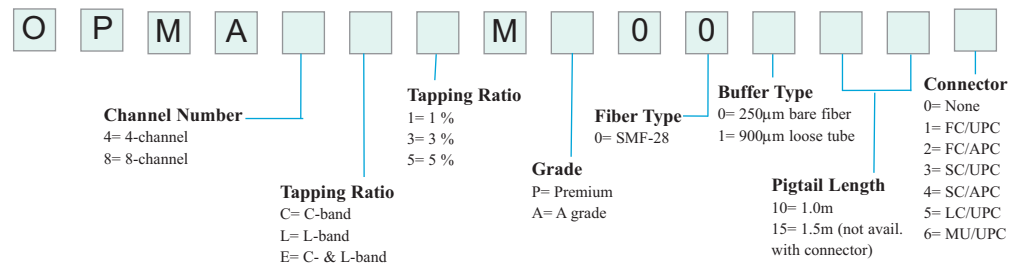 O P M A M 0 0
Channel Number
4= 4-channel
8= 8-channel
Tapping Ratio
C= C-band
L= L-band
E= C- & L-band
Tapping Ratio
1= 1 %
3= 3 %
5= 5 %
Grade
P= Premium
A= A grade
Fiber Type
0= SMF-28
Buffer Type
0= 250μm bare fiber
1= 900μm loose tube
Pigtail Length
10= 1.0m
15= 1.5m (not avail.
with connector)
Connector
0= None
1= FC/UPC
2= FC/APC
3= SC/UPC
4= SC/APC
5= LC/UPC
6= MU/UPC